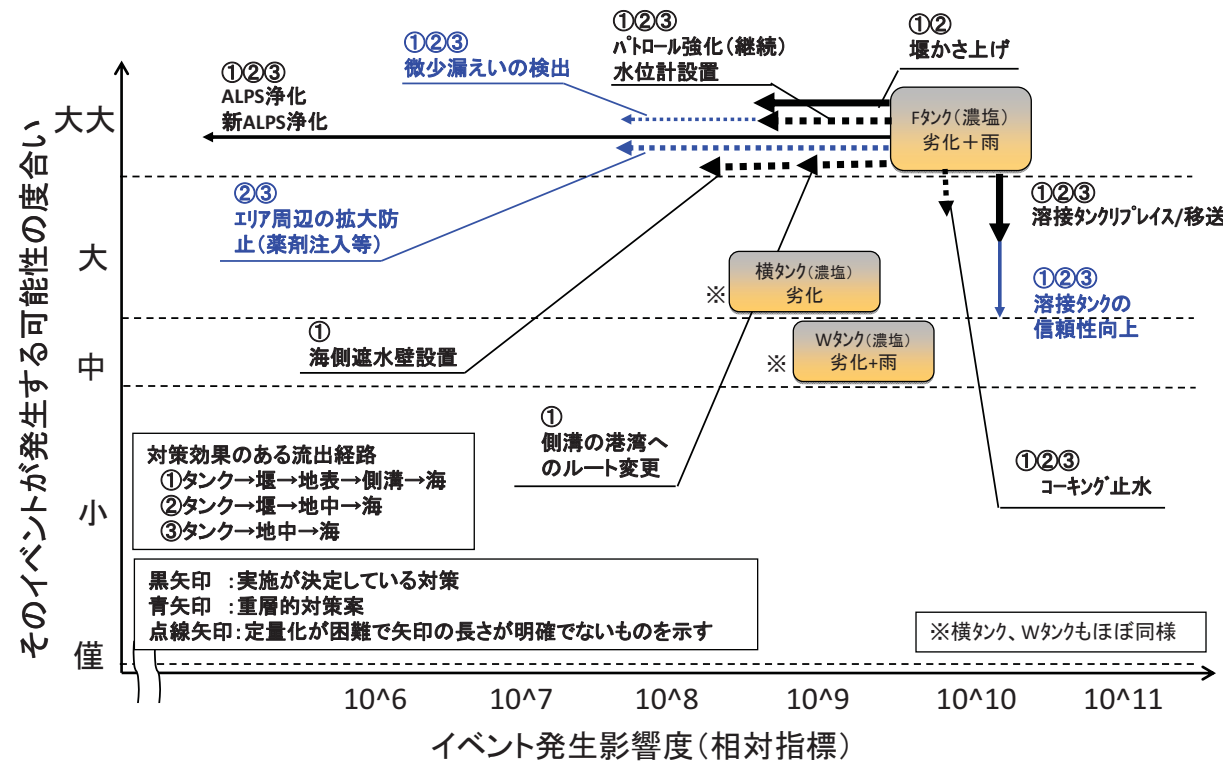 そのイベントが発生する可能性の度合い
大大
大
中
小
僅
①②③
ALPS浄化
新ALPS浄化
①②③
微少漏えいの検出
①②③
ﾊﾟﾄﾛｰﾙ強化(継続)
水位計設置
①②
堰かさ上げ
Fﾀﾝｸ(濃塩)
劣化＋雨
②③
ｴﾘｱ周辺の拡大防
止(薬剤注入等)
①②③
溶接ﾀﾝｸﾘﾌﾟﾚｲｽ/移送
※
横ﾀﾝｸ(濃塩)
劣化
①②③
溶接ﾀﾝｸの
信頼性向上
①
海側遮水壁設置
※
Wﾀﾝｸ(濃塩)
劣化+雨
①
側溝の港湾へ
のルート変更
①②③
ｺｰｷﾝｸﾞ止水
対策効果のある流出経路
①タンク→堰→地表→側溝→海
②タンク→堰→地中→海
③タンク→地中→海
黒矢印　：実施が決定している対策
青矢印　：重層的対策案
点線矢印：定量化が困難で矢印の長さが明確でないものを示す
※横タンク、Wタンクもほぼ同様
10^6 10^7 10^8 10^9 10^10 10^11
イベント発生影響度(相対指標)